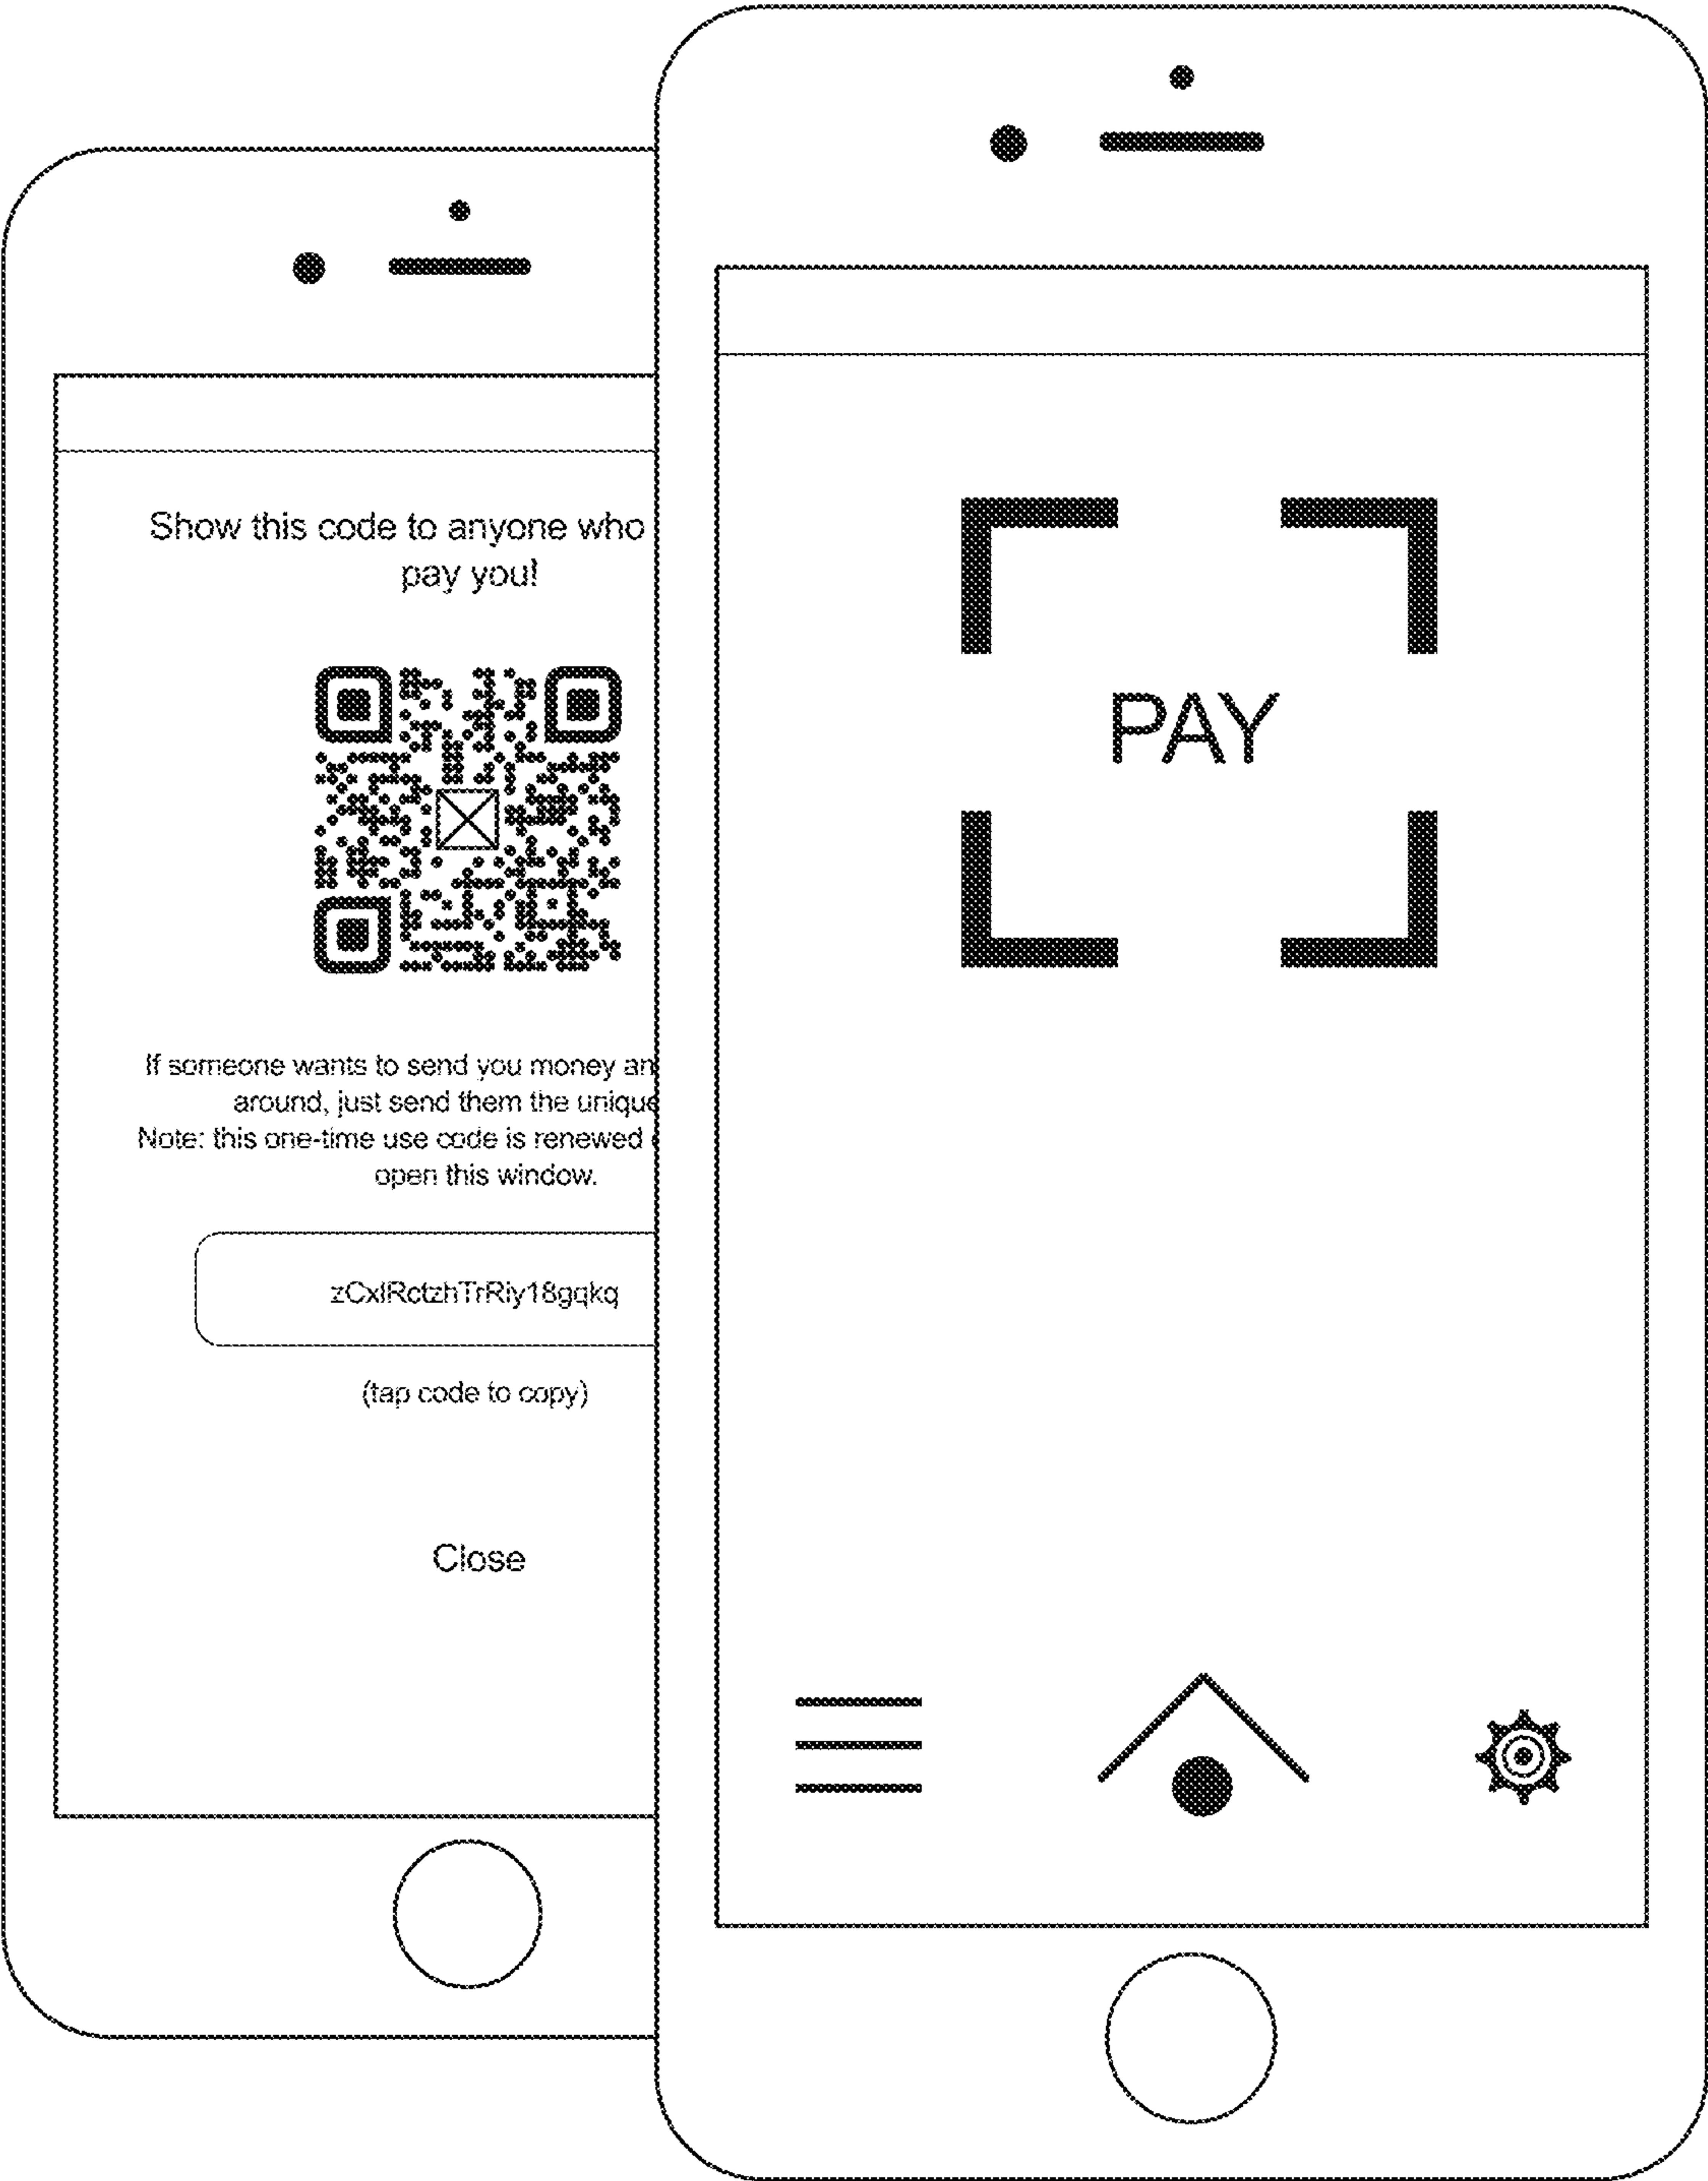 Show this code to anyone who
pay you!
If someone wants to send you money an
around, just send them the unique
Note: this one-time use code is renewed
open this window.
zCxlRctzhTrRiy18gqkq
(tap code to copy)
Close
PAY